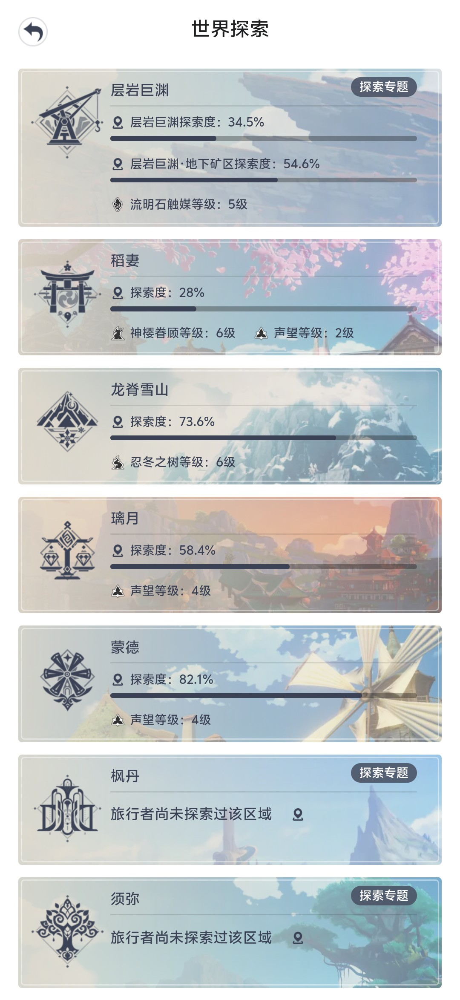 世界探索
层岩巨渊
探索专题
层岩巨渊探索度：34.5%
层岩巨渊·地下矿区探索度：54.6%
流明石触媒等级：5级
稻妻
探索度：28%
神樱眷顾等级：6级 声望等级：2级
龙脊雪山
探索度：73.6%
忍冬之树等级：6级
璃月
探索度：58.4%
声望等级：4级
蒙德
探索度：82.1%
声望等级：4级
枫丹
探索专题
旅行者尚未探索过该区域
须弥
探索专题
旅行者尚未探索过该区域